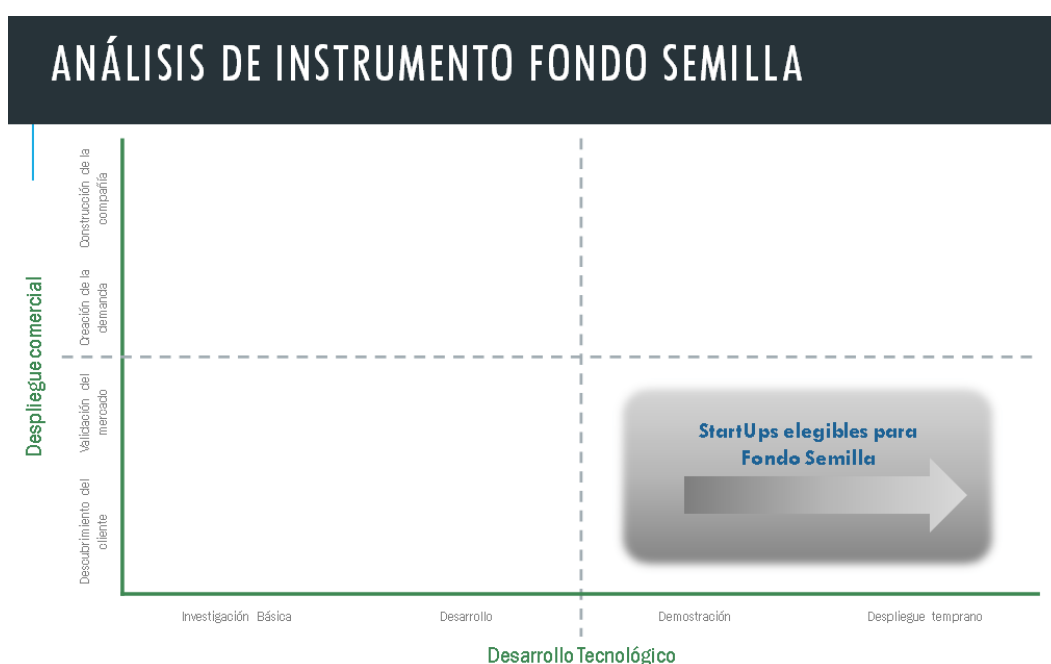 ANÁLISIS DE INSTRUMENTO FONDO SEMILLA
Despliegue comercial
Construcción de la
compañía
Creación de la
demanda
Validación del
mercado
Descubrimiento del
cliente
StartUps elegibles para
Fondo Semilla
Investigación Básica
Desarrollo
Demostración
Despliegue temprano
Desarrollo Tecnológico